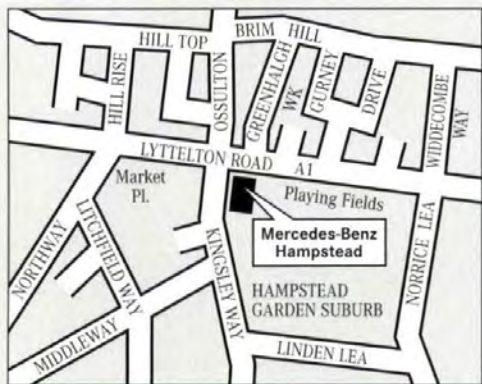 HILL TOP
BRIM HILL
HILL RISE
OSSULTON
GREENHALGH
WK
GURNEY
DRIVE
WIDDECOMBE
WAY
LYTTELTON ROAD A1
Market
Pl.
Playing Fields
Mercedes-Benz
Hampstead
NORTHWAY
LITCHFIELD WAY
KINGSLEY WAY
NORRICE LEA
HAMPSTEAD
GARDEN SUBURB
MIDDLEWAY
LINDEN LEA